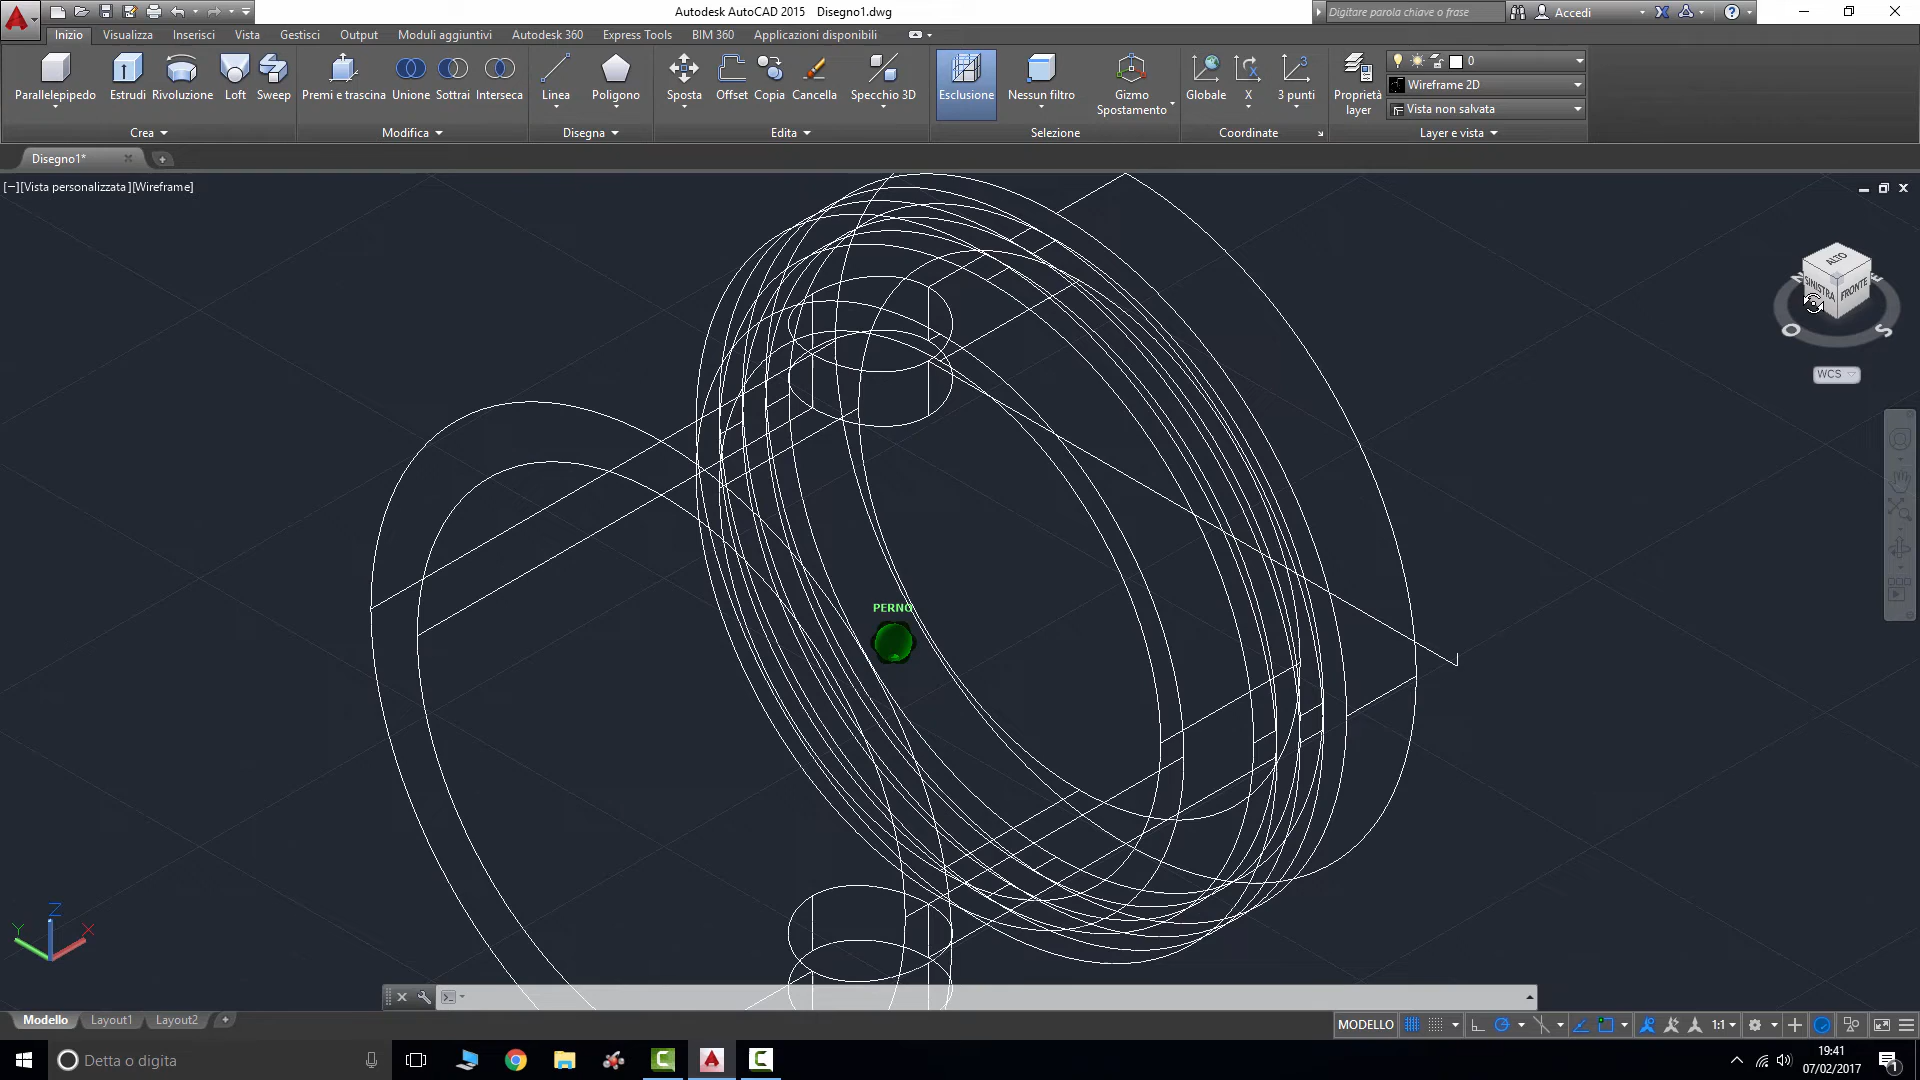 Autodesk AutoCAD 2015 Disegno1.dwg
Digitare parola chiave o frase
Accedi
Inizio Visualizza Inserisci Vista Gestisci Output Moduli aggiuntivi Autodesk 360 Express Tools BIM 360 Applicazioni disponibili
Parallelepipedo Estrudi Rivoluzione Loft Sweep Premi e trascina Unione Sottrai Interseca Linea Poligono Sposta Offset Copia Cancella Specchio 3D Esclusione Nessun filtro Gizmo Spostamento Globale X 3 punti Proprietà layer
0
Wireframe 2D
Vista non salvata
Crea Modifica Disegna Edita Selezione Coordinate Layer e vista
Disegno1*
[−][Vista personalizzata][Wireframe]
ALTO
SINISTRA FRONTE
N E
O S
WCS
PERNO
Z
Y X
Modello Layout1 Layout2
MODELLO 1:1
Detta o digita
19:41
07/02/2017
1